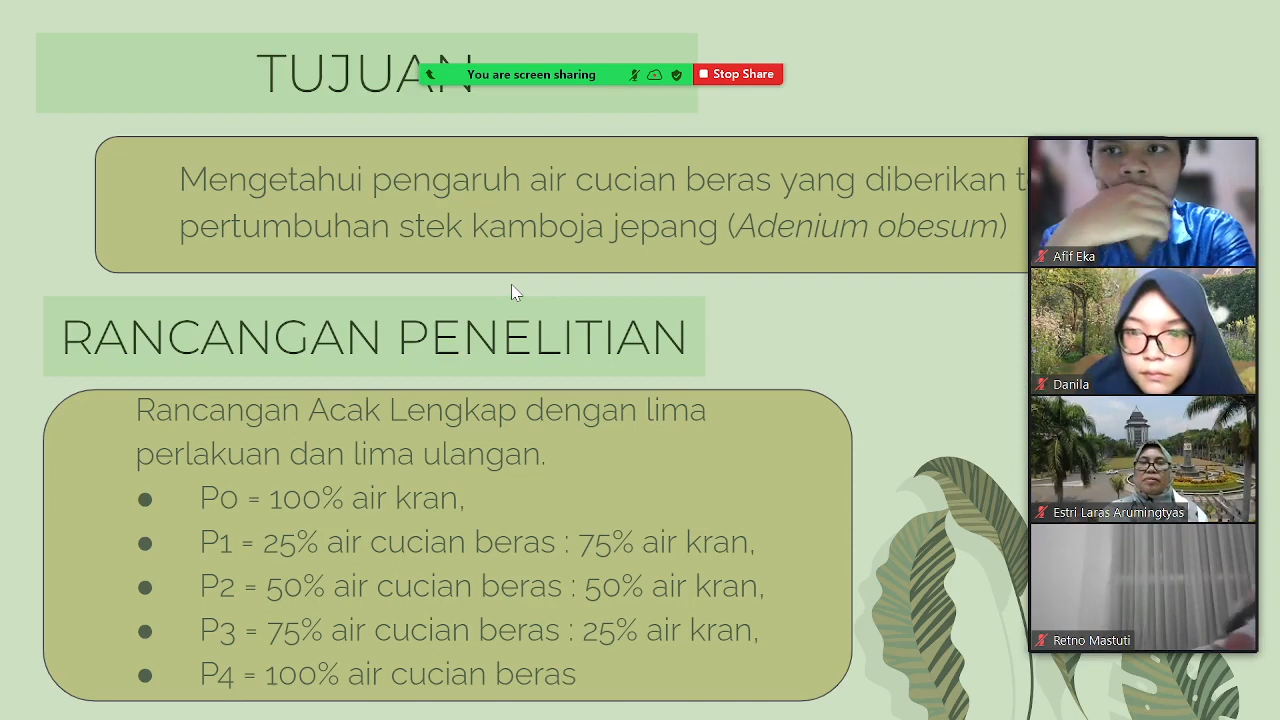 TUJUAN
You are screen sharing
Stop Share
Mengetahui pengaruh air cucian beras yang diberikan
pertumbuhan stek kamboja jepang (Adenium obesum)
RANCANGAN PENELITIAN
Rancangan Acak Lengkap dengan lima
perlakuan dan lima ulangan.
● P0 = 100% air kran,
● P1 = 25% air cucian beras : 75% air kran,
● P2 = 50% air cucian beras : 50% air kran,
● P3 = 75% air cucian beras : 25% air kran,
● P4 = 100% air cucian beras
Afif Eka
Danila
Estri Laras Arumingtyas
Retno Mastuti